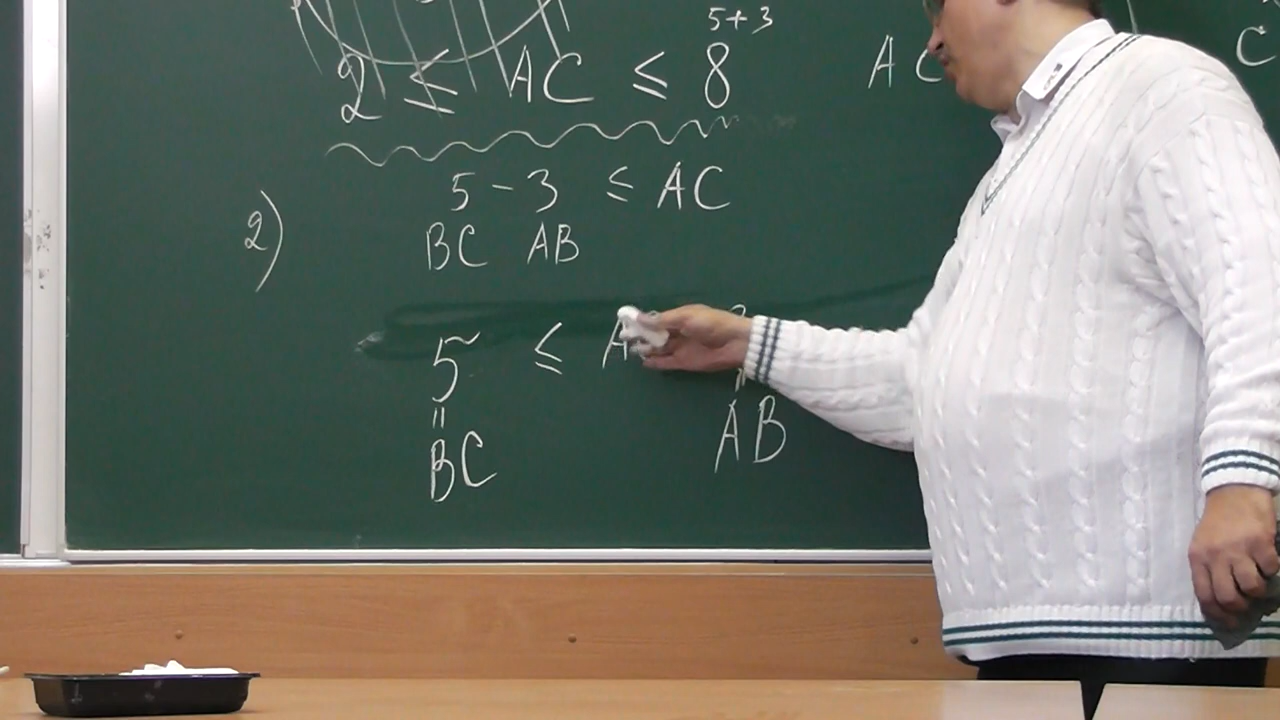 5+3
2 ≤ AC ≤ 8
AC
C
5 - 3 ≤ AC
2)
BC AB
5 ≤ A
"
BC
AB